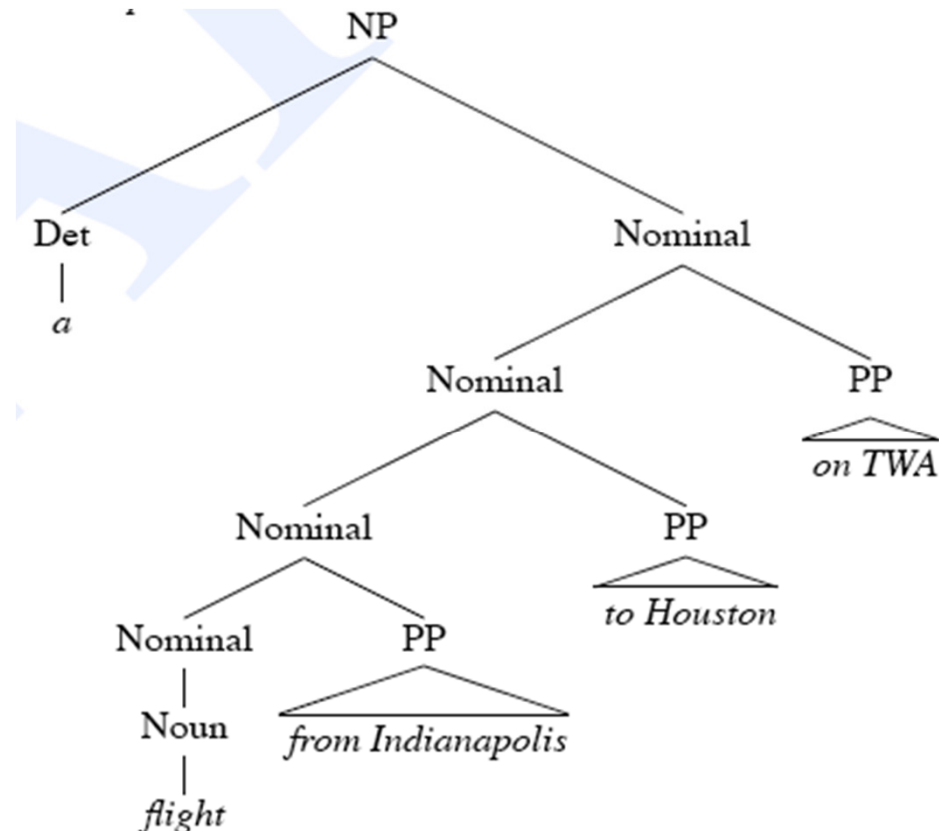 NP
Det Nominal
a
Nominal PP
on TWA
Nominal PP
to Houston
Nominal PP
Noun
from Indianapolis
flight